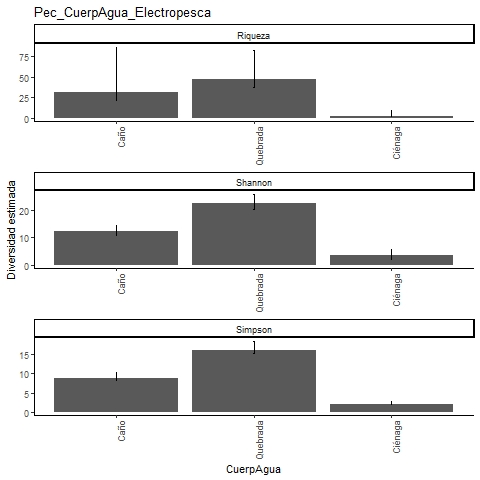 Pec_CuerpAgua_Electropesca
Riqueza
75
50
25
0
Caño
Quebrada
Ciénaga
Diversidad estimada
Shannon
20
10
0
Caño
Quebrada
Ciénaga
Simpson
15
10
5
0
Caño
Quebrada
Ciénaga
CuerpAgua